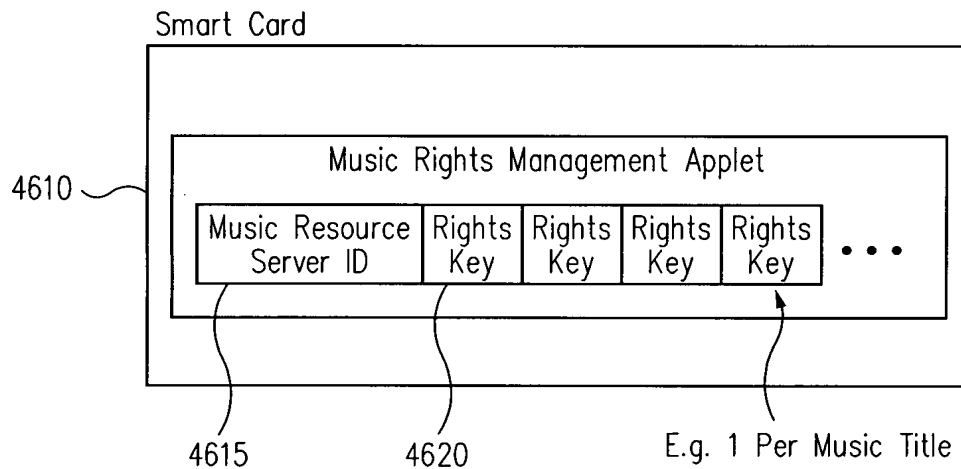 Smart Card
Music Rights Management Applet
4610
Music Resource Server ID
Rights Key
Rights Key
Rights Key
Rights Key
4615
4620
E.g. 1 Per Music Title